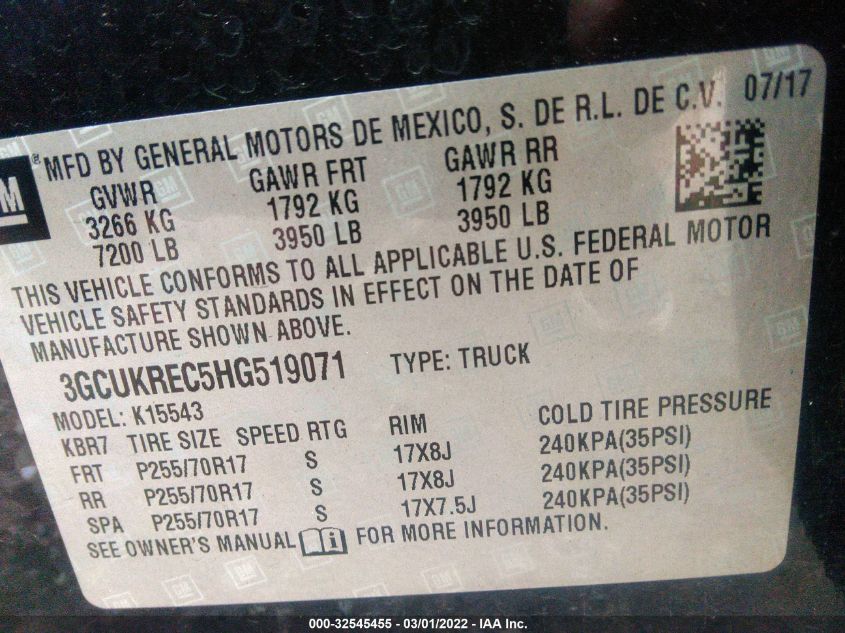 GM ® MFD BY GENERAL MOTORS DE MEXICO, S. DE R.L. DE C.V. 07/17
GVWR GAWR FRT GAWR RR
3266 KG 1792 KG 1792 KG
7200 LB 3950 LB 3950 LB
THIS VEHICLE CONFORMS TO ALL APPLICABLE U.S. FEDERAL MOTOR
VEHICLE SAFETY STANDARDS IN EFFECT ON THE DATE OF
MANUFACTURE SHOWN ABOVE.
3GCUKREC5HG519071 TYPE: TRUCK
MODEL: K15543
KBR7 TIRE SIZE SPEED RTG RIM COLD TIRE PRESSURE
FRT P255/70R17 S 17X8J 240KPA(35PSI)
RR P255/70R17 S 17X8J 240KPA(35PSI)
SPA P255/70R17 S 17X7.5J 240KPA(35PSI)
SEE OWNER'S MANUAL FOR MORE INFORMATION.
000-32545455 - 03/01/2022 - IAA Inc.